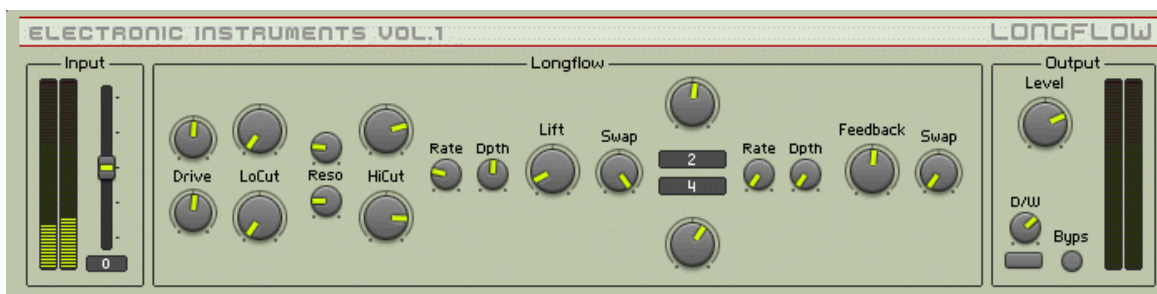 ELECTRONIC INSTRUMENTS VOL.1 LONGFLOW
Input Longflow Output
Level
Lift Feedback
Swap Swap
Rate Dpth Rate Dpth
2
Drive LoCut Reso HiCut
4
D/W
Byps
0